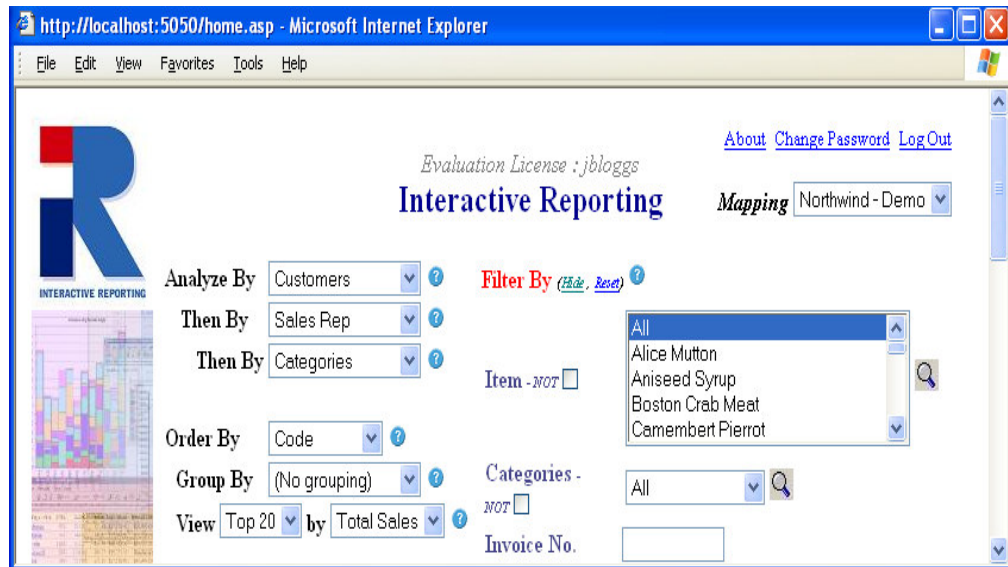 http://localhost:5050/home.asp - Microsoft Internet Explorer
File Edit View Favorites Tools Help
About Change Password Log Out
Evaluation License : jbloggs
Interactive Reporting
Mapping Northwind - Demo
INTERACTIVE REPORTING
Analyze By Customers
Then By Sales Rep
Then By Categories
Order By Code
Group By (No grouping)
View Top 20 by Total Sales
Filter By (Hide , Reset)
Item - NOT
All
Alice Mutton
Aniseed Syrup
Boston Crab Meat
Camembert Pierrot
Categories -
NOT
All
Invoice No.